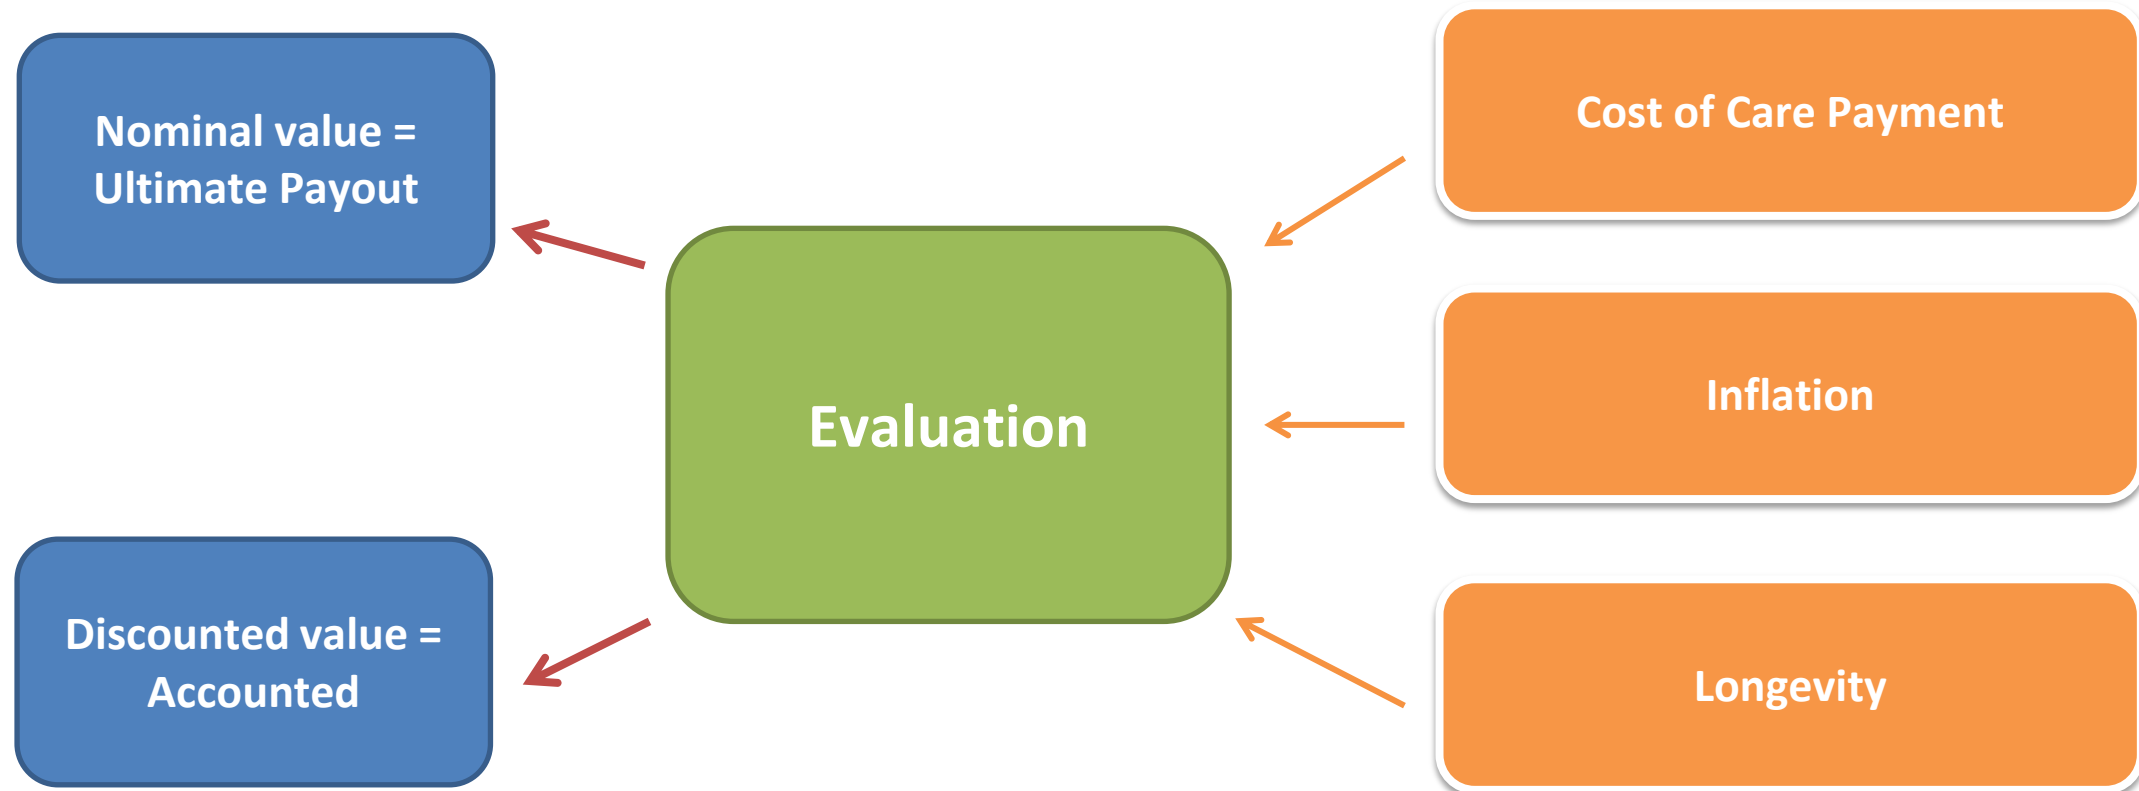 Nominal value =
Ultimate Payout
Discounted value =
Accounted
Evaluation
Cost of Care Payment
Inflation
Longevity